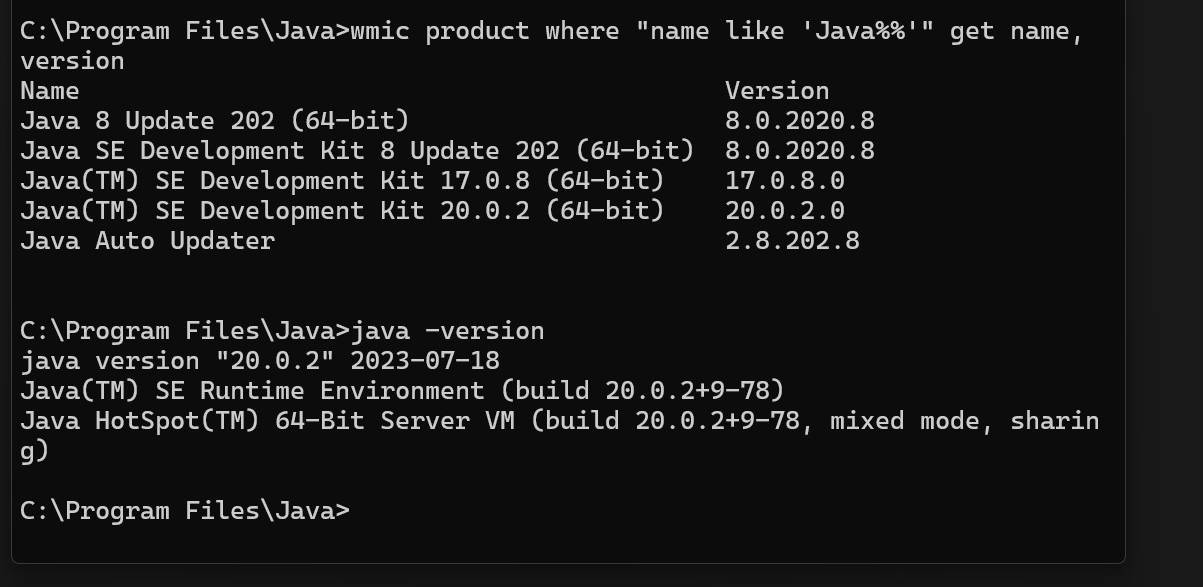 C:\Program Files\Java>wmic product where "name like 'Java%%'" get name,
version
Name Version
Java 8 Update 202 (64-bit) 8.0.2020.8
Java SE Development Kit 8 Update 202 (64-bit) 8.0.2020.8
Java(TM) SE Development Kit 17.0.8 (64-bit) 17.0.8.0
Java(TM) SE Development Kit 20.0.2 (64-bit) 20.0.2.0
Java Auto Updater 2.8.202.8
C:\Program Files\Java>java -version
java version "20.0.2" 2023-07-18
Java(TM) SE Runtime Environment (build 20.0.2+9-78)
Java HotSpot(TM) 64-Bit Server VM (build 20.0.2+9-78, mixed mode, sharin
g)
C:\Program Files\Java>